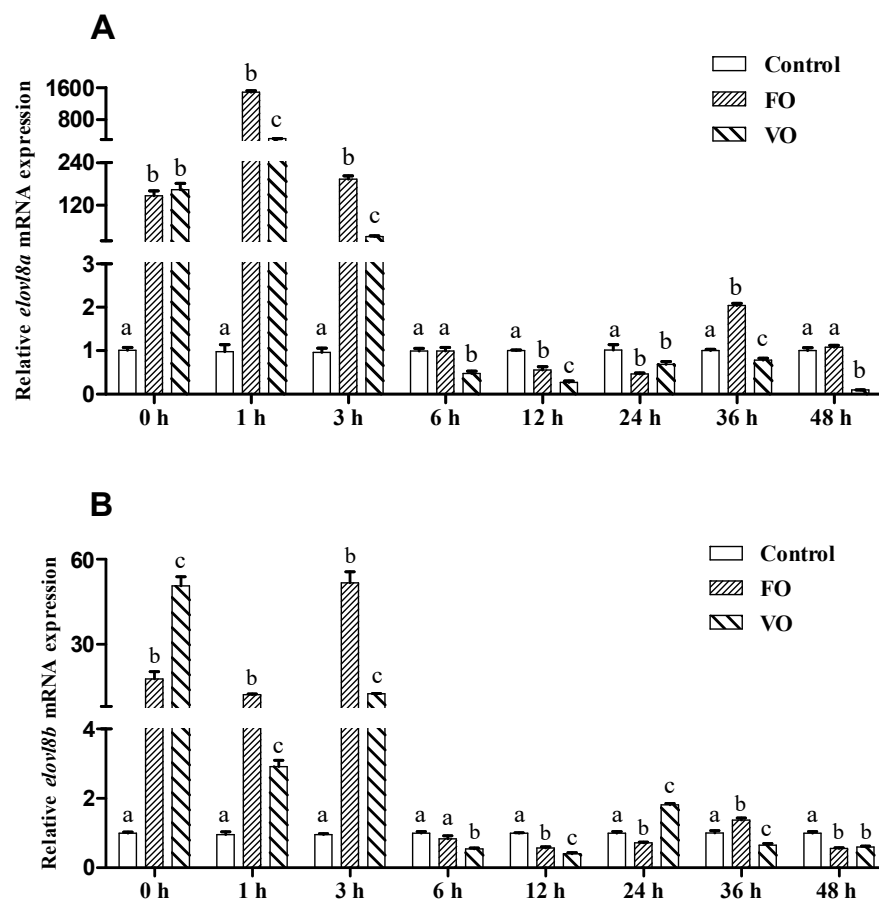 A
Control
FO
VO
Relative elovl8a mRNA expression
1600
800
240
120
3
2
1
0
b b
b c
b c
a a a
a a b
a b c
a b b
a b c
a a b
0 h 1 h 3 h 6 h 12 h 24 h 36 h 48 h
B
Control
FO
VO
Relative elovl8b mRNA expression
60
30
4
2
0
b c
b c
b c
a a a
a a b
a b c
a b c
a b c
a b b
0 h 1 h 3 h 6 h 12 h 24 h 36 h 48 h